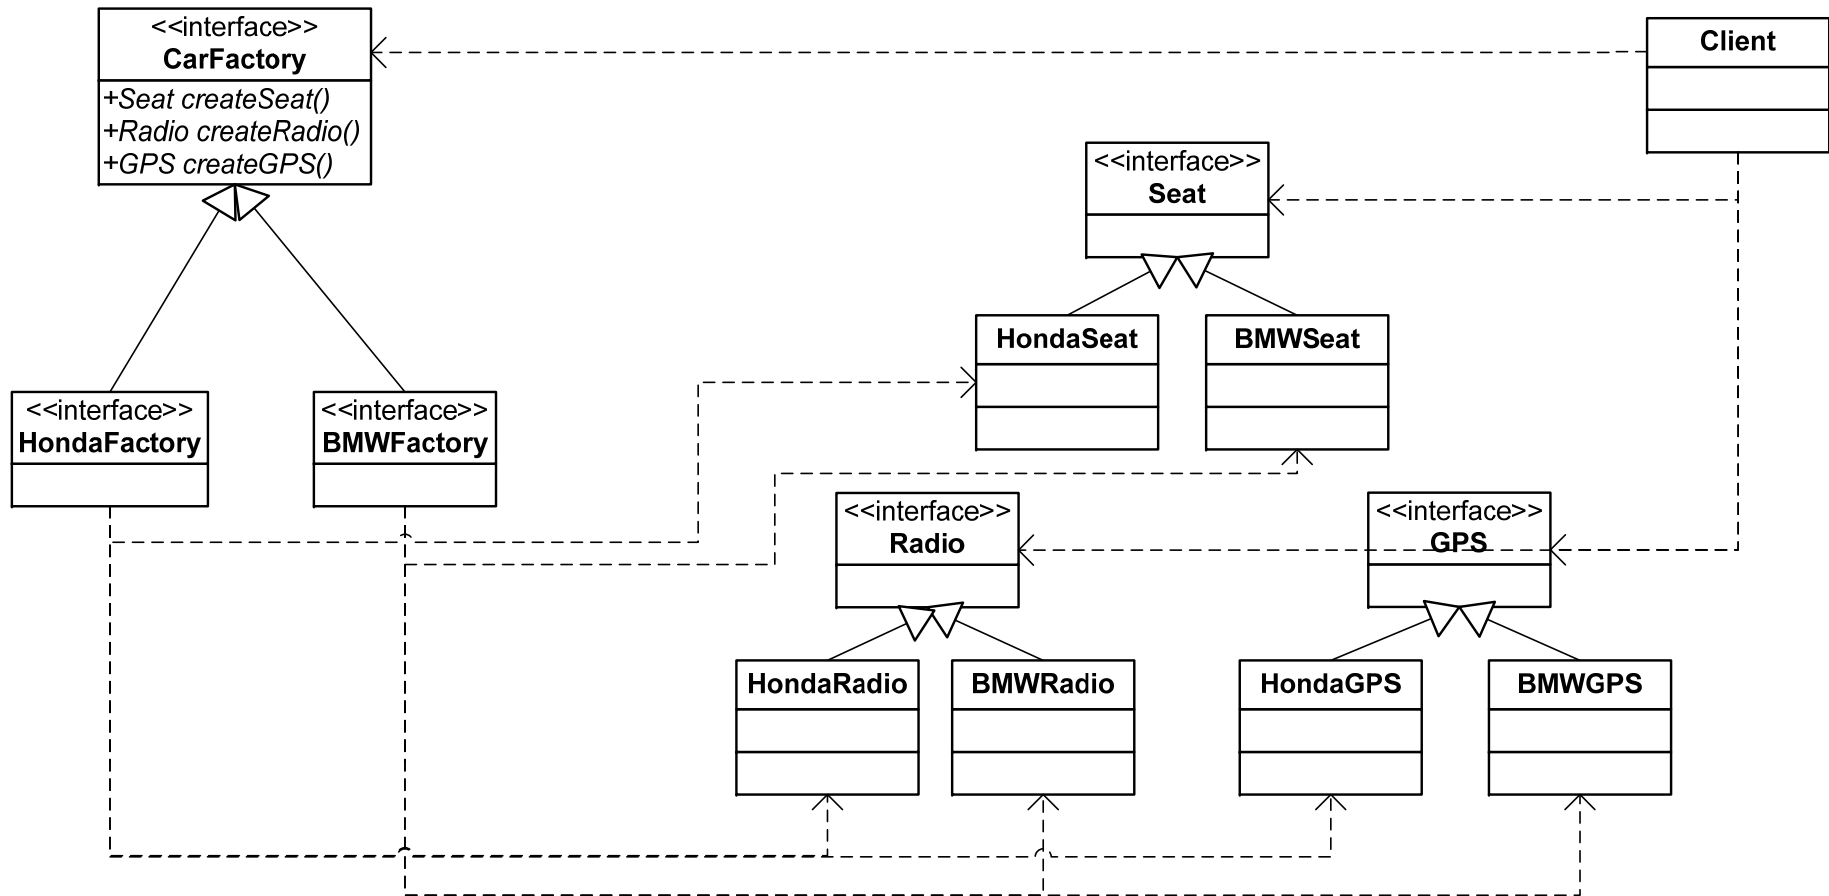 <<interface>>
CarFactory
+Seat createSeat()
+Radio createRadio()
+GPS createGPS()
Client
<<interface>>
Seat
HondaSeat
BMWSeat
<<interface>>
HondaFactory
<<interface>>
BMWFactory
<<interface>>
Radio
<<interface>>
GPS
HondaRadio
BMWRadio
HondaGPS
BMWGPS